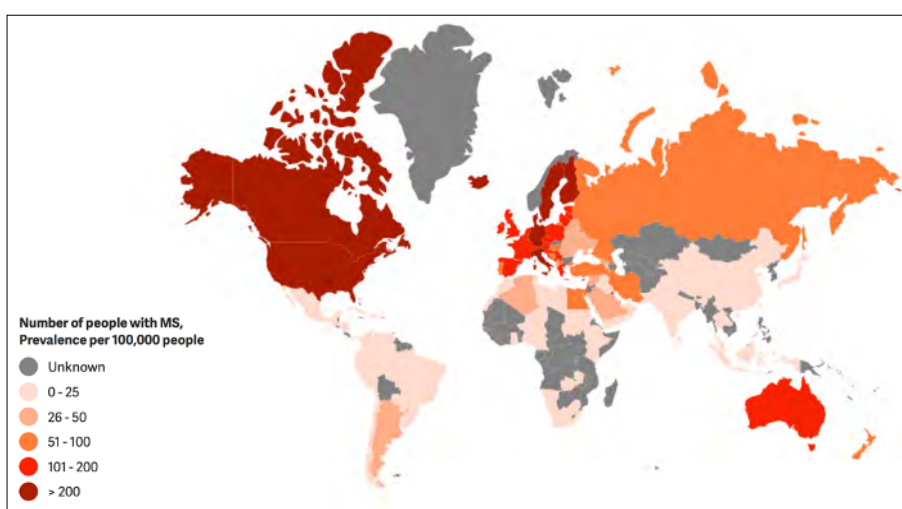 Number of people with MS,
Prevalence per 100,000 people
Unknown
0 - 25
26 - 50
51 - 100
101 - 200
> 200